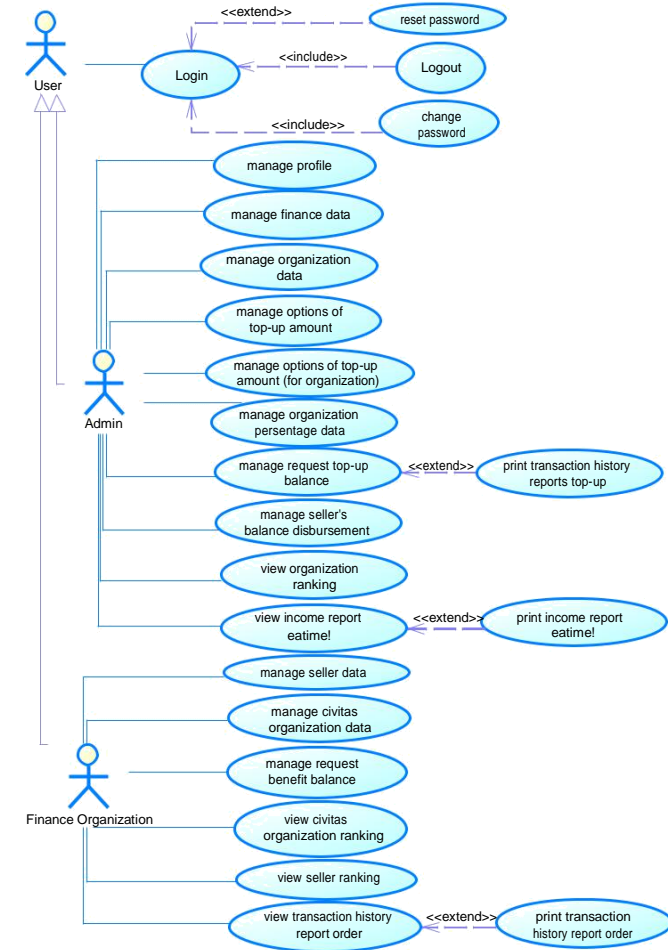 <<extend>>
reset password
User
Login
<<include>>
Logout
<<include>>
change
password
manage profile
manage finance data
manage organization
data
manage options of
top-up amount
manage options of top-up
amount (for organization)
Admin
manage organization
persentage data
manage request top-up
balance
<<extend>>
print transaction history
reports top-up
manage seller's
balance disbursement
view organization
ranking
view income report
eatime!
<<extend>>
print income report
eatime!
manage seller data
manage civitas
organization data
manage request
benefit balance
Finance Organization
view civitas
organization ranking
view seller ranking
view transaction history
report order
<<extend>>
print transaction
history report order